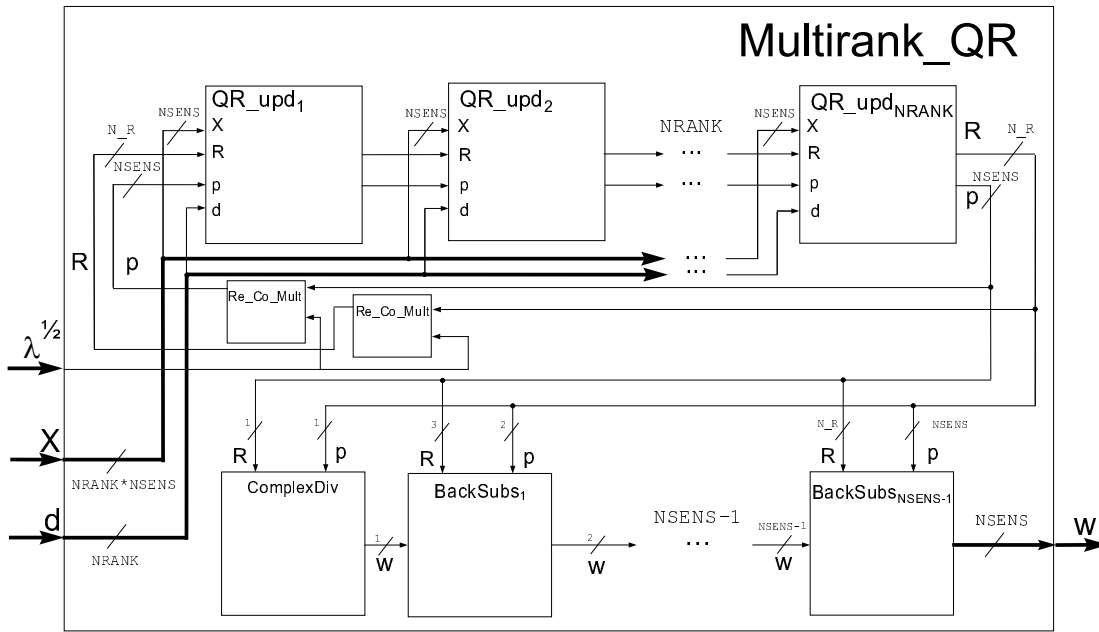 Multirank_QR
QR_upd1
QR_upd2
QR_updNRANK
NSENS
NSENS
NSENS
X
X
X
NRANK
N_R
R
R
...
R
R
N_R
NSENS
p
p
...
p
NSENS
p
d
d
d
R
p
...
...
Re_Co_Mult
Re_Co_Mult
λ½
1
1
3
2
N_R
NSENS
X
R
p
R
p
R
p
NRANK*NSENS
ComplexDiv
BackSubs1
BackSubsNSENS-1
d
NSENS-1
NSENS-1
NSENS
w
1
2
...
NRANK
w
w
w